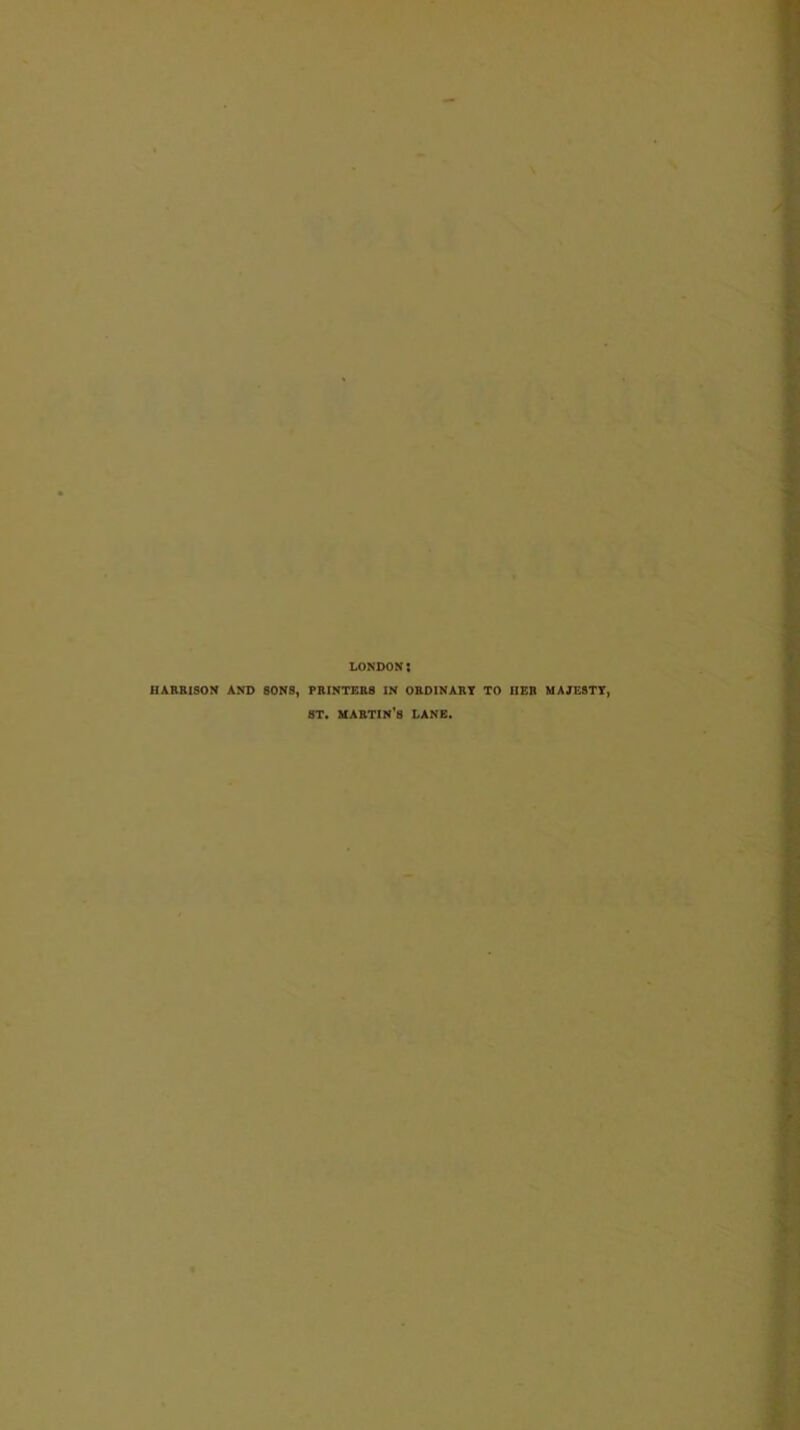 LONDON:
HARRISON AND SONS, PRINTERS IN ORDINARY TO HER MAJESTY,
ST. MARTIN'S LANE.